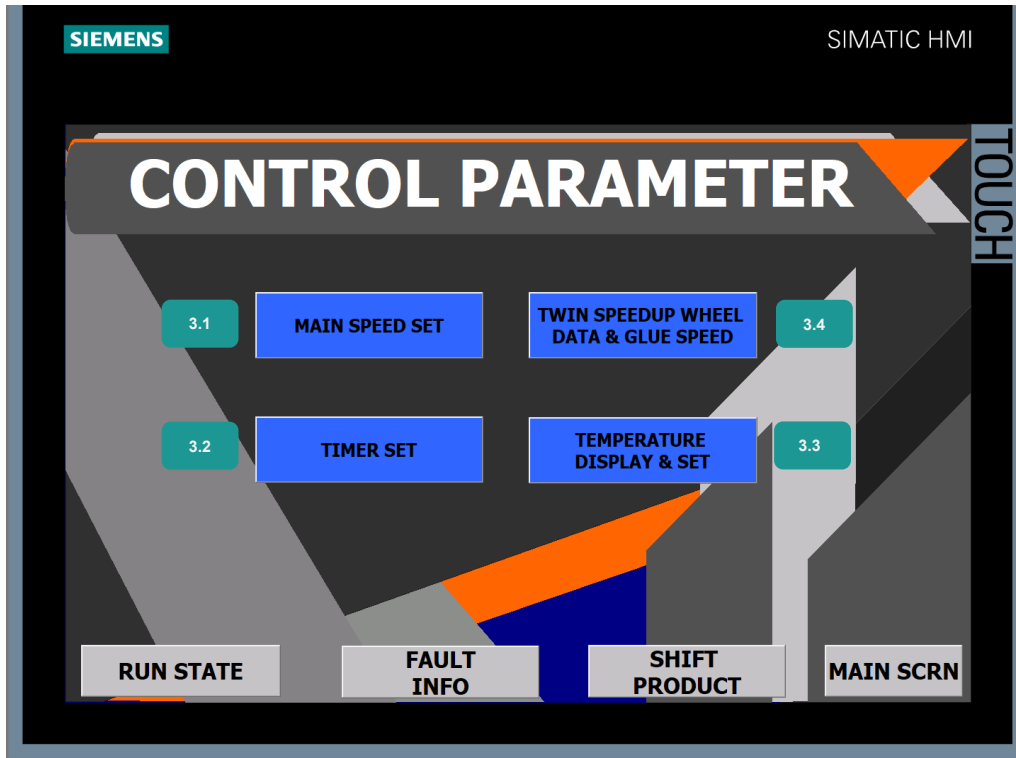 SIEMENS
SIMATIC HMI
TOUCH
CONTROL PARAMETER
3.1
MAIN SPEED SET
TWIN SPEEDUP WHEEL
DATA & GLUE SPEED
3.4
3.2
TIMER SET
TEMPERATURE
DISPLAY & SET
3.3
RUN STATE
FAULT
INFO
SHIFT
PRODUCT
MAIN SCRN